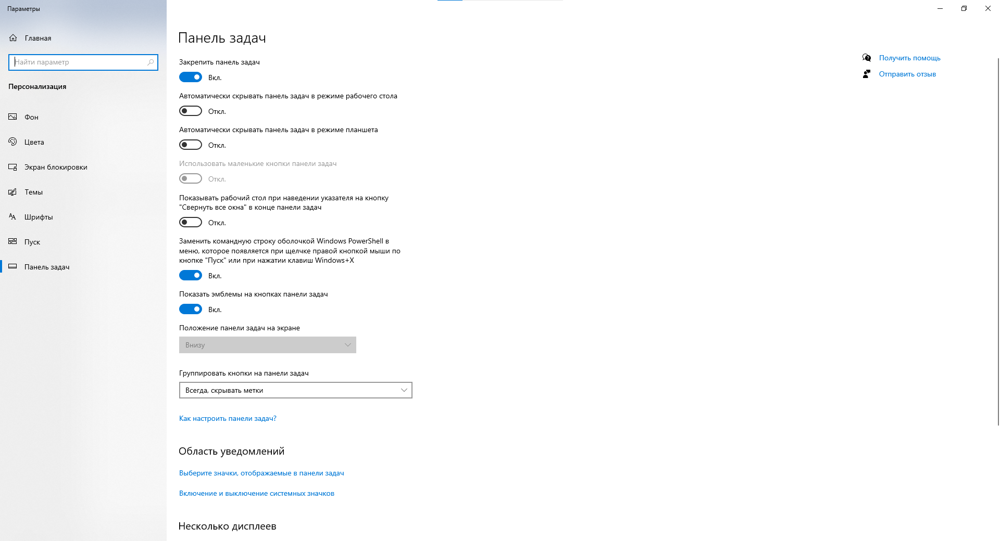 Параметры
Главная
Найти параметр
Персонализация
Фон
Цвета
Экран блокировки
Темы
Шрифты
Пуск
Панель задач
Панель задач
Закрепить панель задач
Вкл.
Автоматически скрывать панель задач в режиме рабочего стола
Откл.
Автоматически скрывать панель задач в режиме планшета
Откл.
Использовать маленькие кнопки панели задач
Откл.
Показывать рабочий стол при наведении указателя на кнопку
"Свернуть все окна" в конце панели задач
Откл.
Заменить командную строку оболочкой Windows PowerShell в
меню, которое появляется при щелчке правой кнопкой мыши по
кнопке "Пуск" или при нажатии клавиш Windows+X
Вкл.
Показать эмблемы на кнопках панели задач
Вкл.
Положение панели задач на экране
Внизу
Группировать кнопки на панели задач
Всегда, скрывать метки
Как настроить панели задач?
Область уведомлений
Выберите значки, отображаемые в панели задач
Включение и выключение системных значков
Несколько дисплеев
Получить помощь
Отправить отзыв